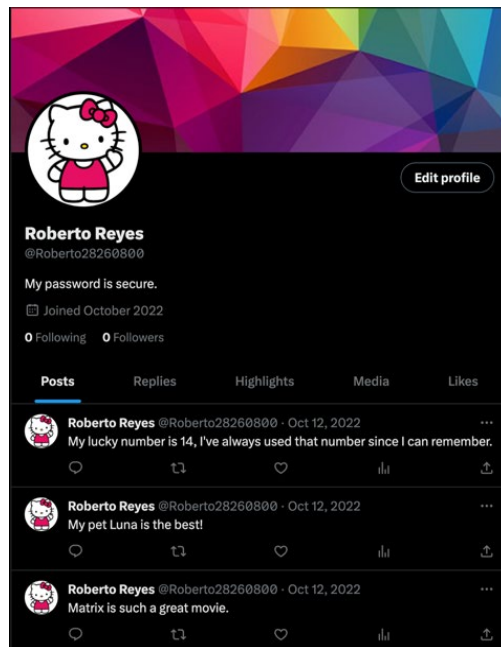 Edit profile
Roberto Reyes
@Roberto28260800
My password is secure.
Joined October 2022
0 Following 0 Followers
Posts Replies Highlights Media Likes
Roberto Reyes @Roberto28260800 · Oct 12, 2022
My lucky number is 14, I've always used that number since I can remember.
Roberto Reyes @Roberto28260800 · Oct 12, 2022
My pet Luna is the best!
Roberto Reyes @Roberto28260800 · Oct 12, 2022
Matrix is such a great movie.